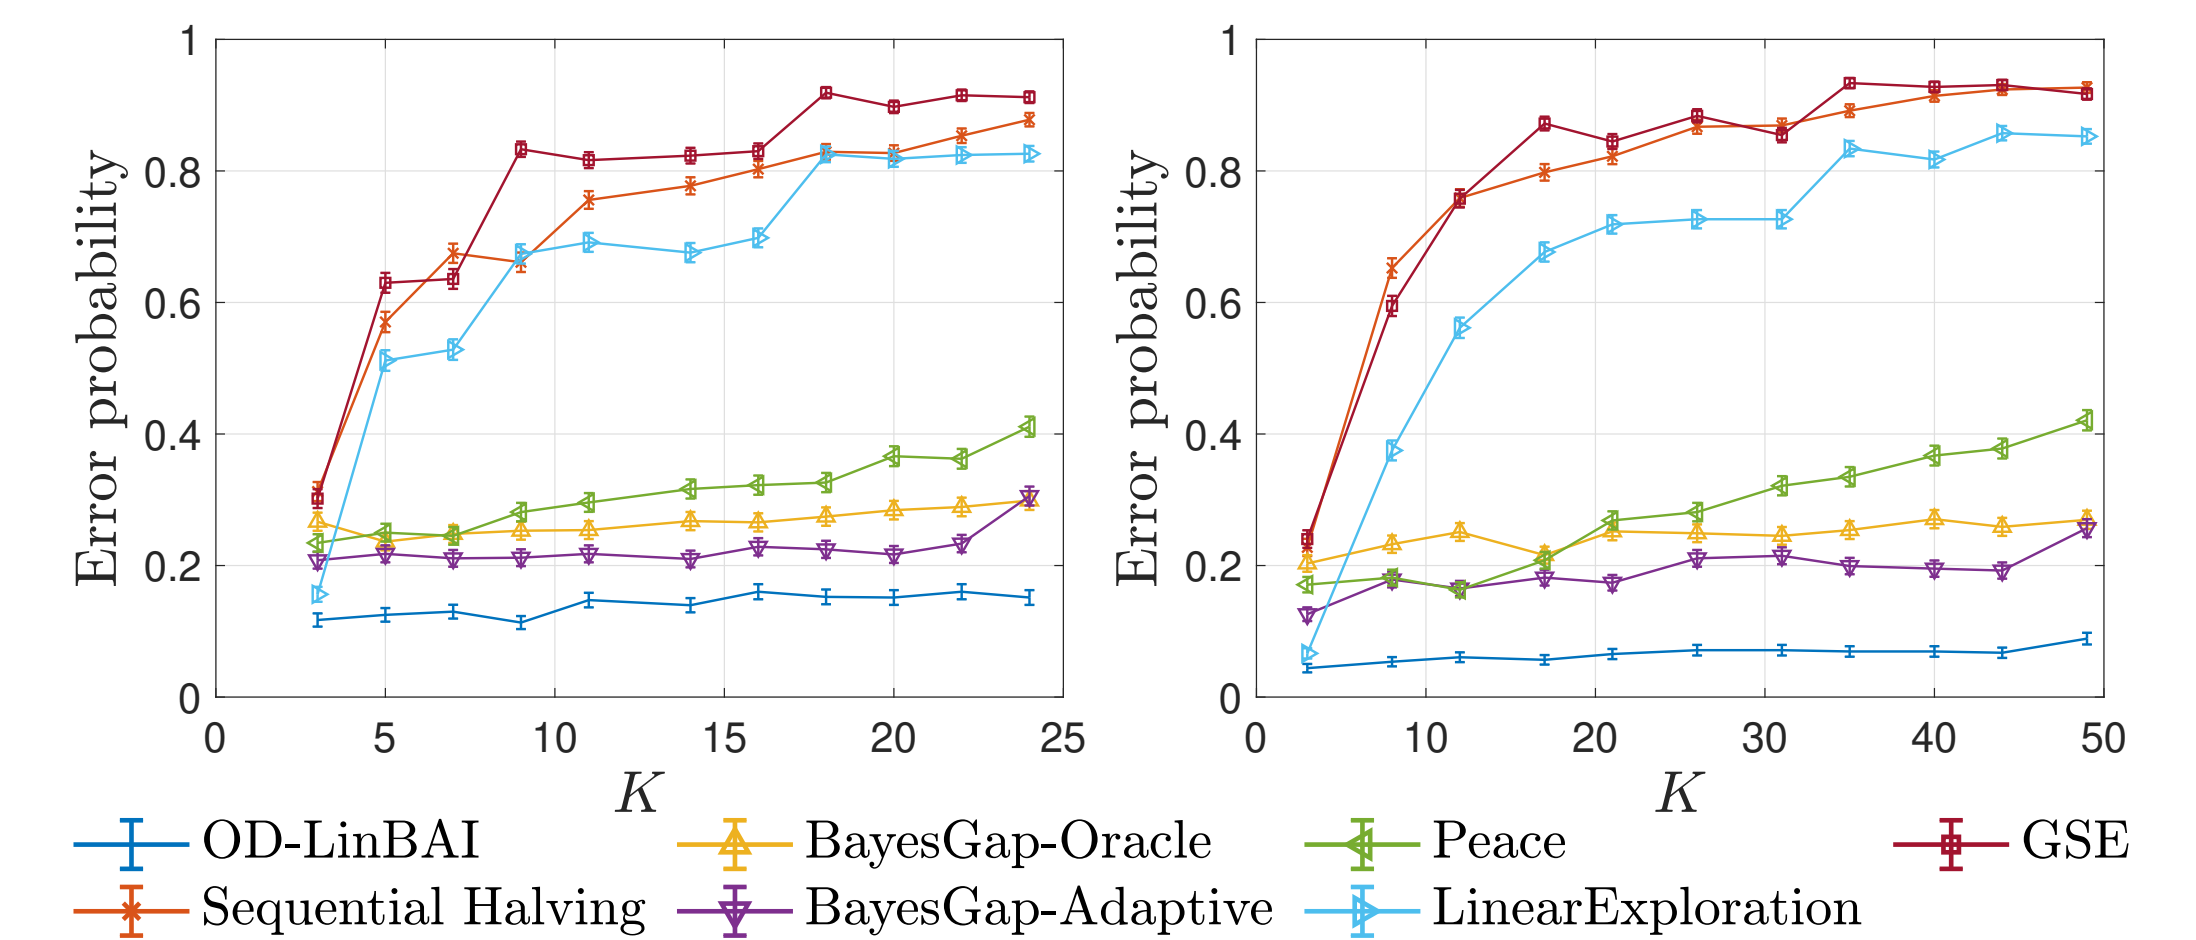 Error probability
1
0.8
0.6
0.4
0.2
0
0 5 10 15 20 25
K
Error probability
1
0.8
0.6
0.4
0.2
0
0 10 20 30 40 50
K
OD-LinBAI BayesGap-Oracle Peace GSE
Sequential Halving BayesGap-Adaptive LinearExploration